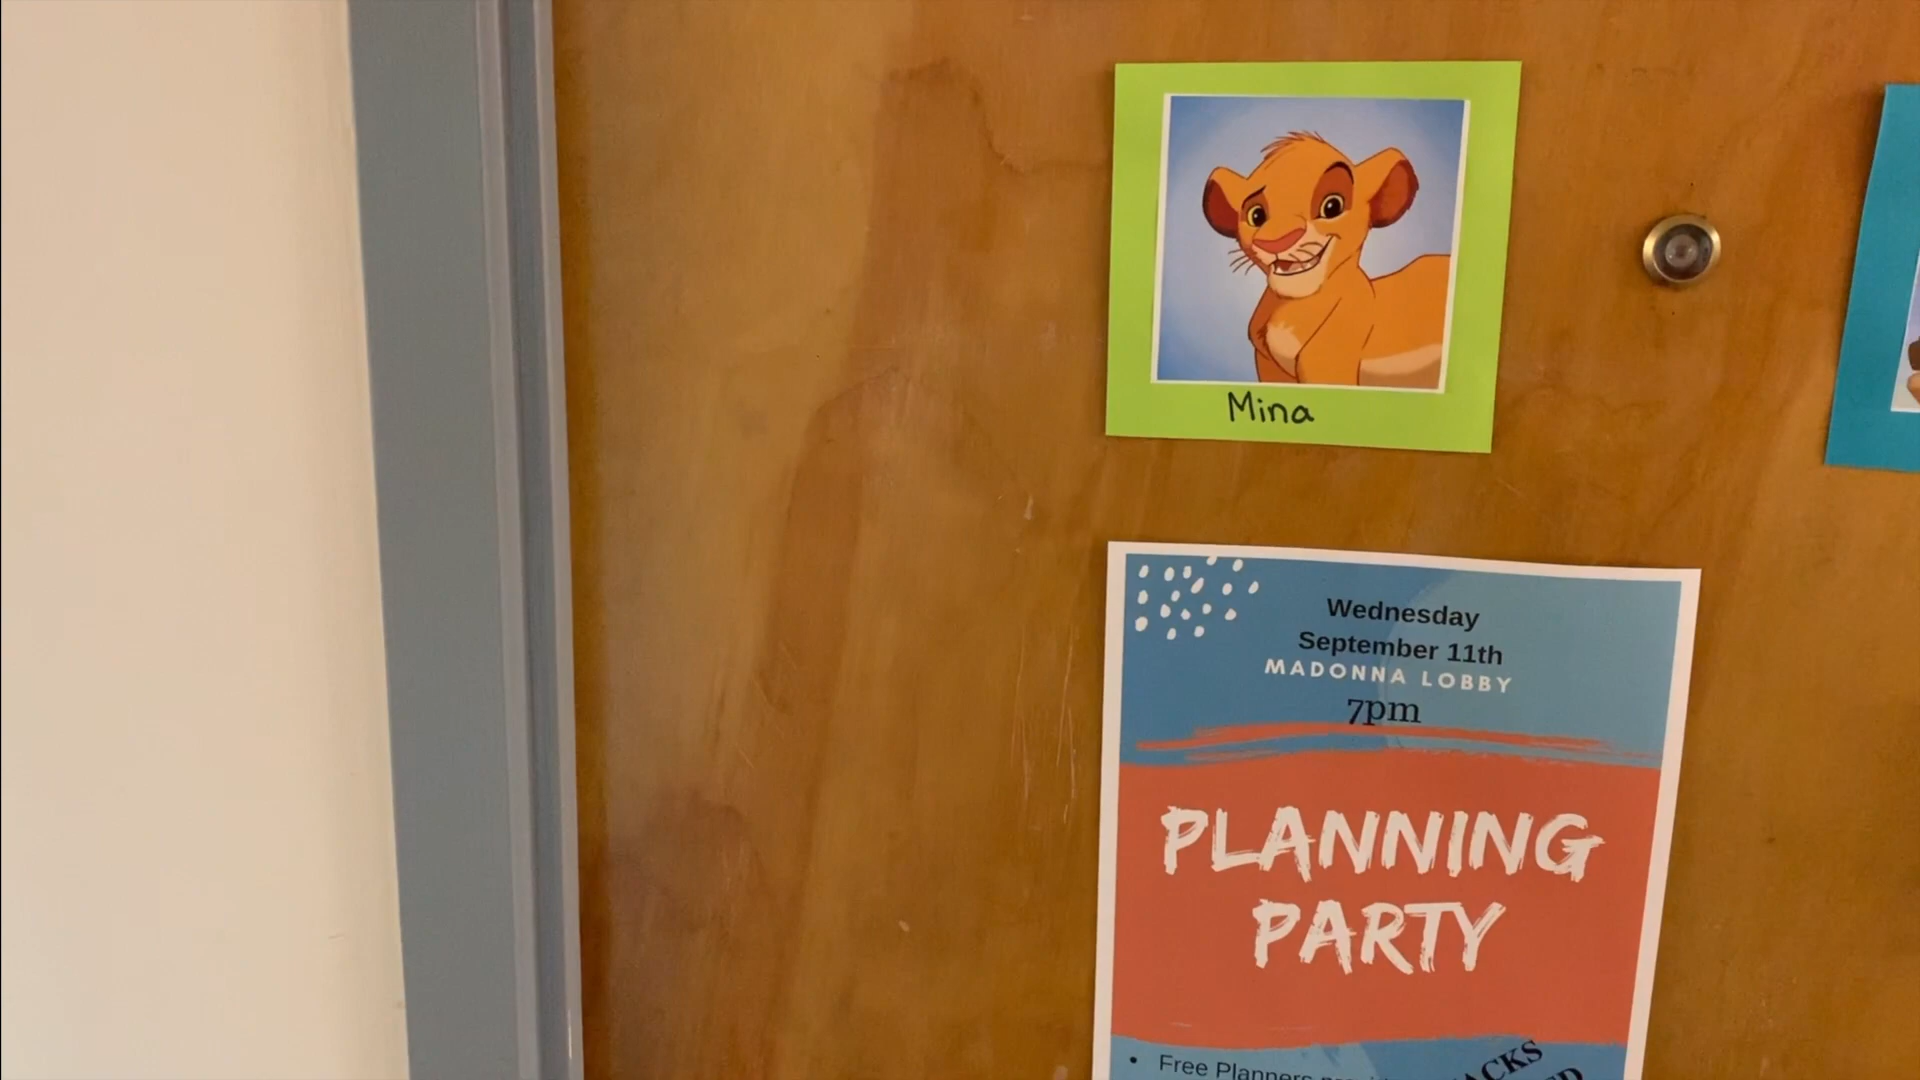 Mina
Wednesday
September 11th
MADONNA LOBBY
7pm
PLANNING
PARTY
• Free Planners